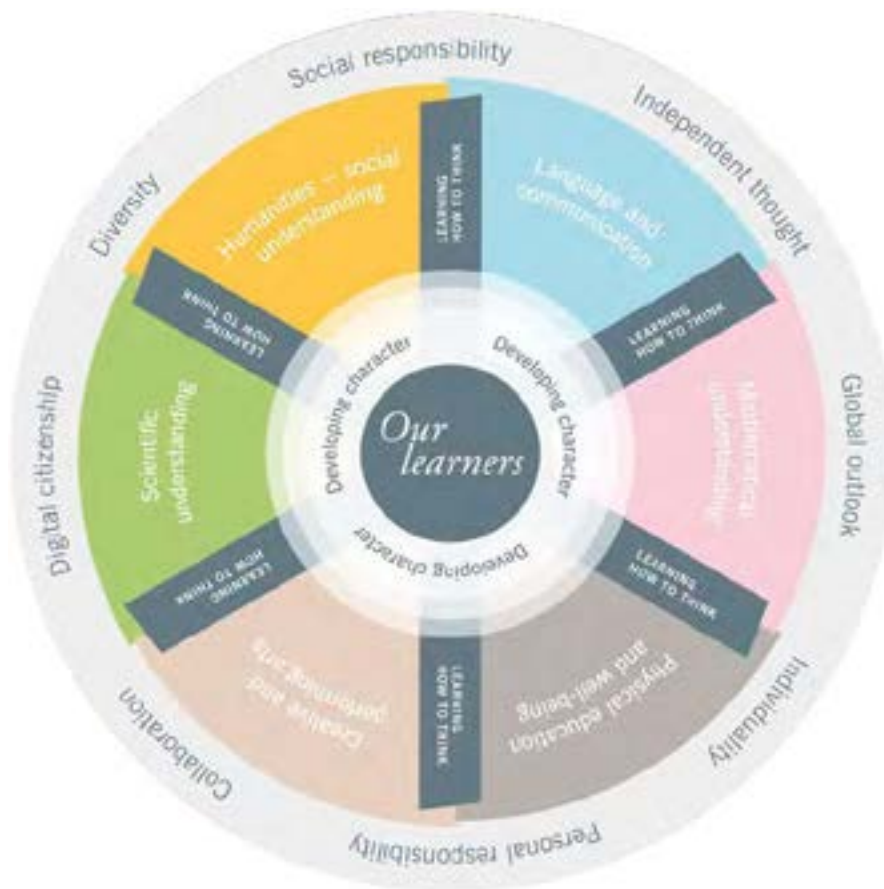 Social responsibility
Independent thought
Global outlook
Individuality
Personal responsibility
Collaboration
Digital citizenship
Diversity
Language and
communication
Mathematical
understanding
Physical education
and well-being
Creative and
performing arts
Scientific
understanding
Humanities – social
understanding
LEARNING
HOW TO THINK
LEARNING
HOW TO THINK
LEARNING
HOW TO THINK
LEARNING
HOW TO THINK
LEARNING
HOW TO THINK
LEARNING
HOW TO THINK
Developing character
Developing character
Developing character
Our
learners